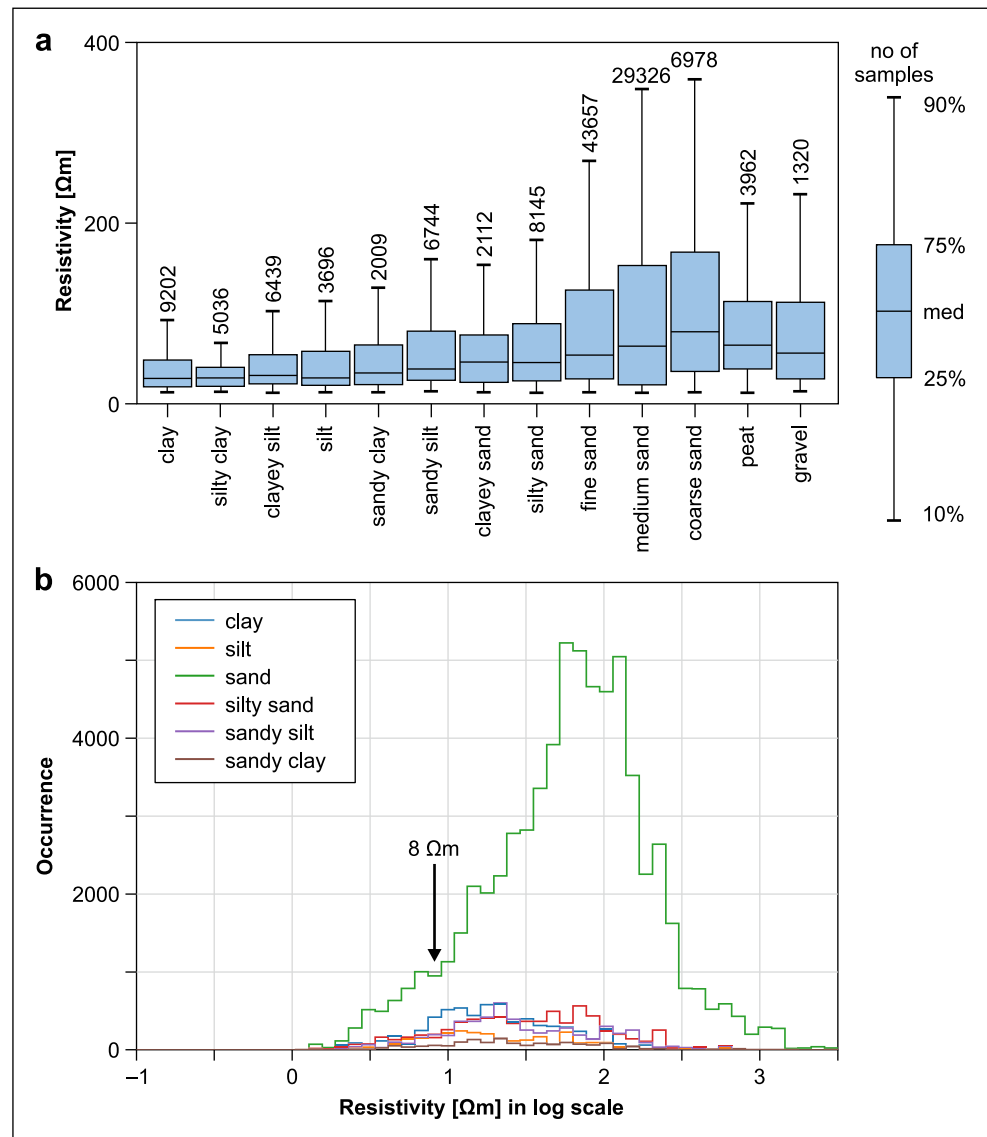 a
400
200
0
Resistivity [Ωm]
9202
5036
6439
3696
2009
6744
2112
8145
43657
29326
6978
3962
1320
clay
silty clay
clayey silt
silt
sandy clay
sandy silt
clayey sand
silty sand
fine sand
medium sand
coarse sand
peat
gravel
no of
samples
90%
75%
med
25%
10%
b
6000
4000
2000
0
Occurrence
clay
silt
sand
silty sand
sandy silt
sandy clay
8 Ωm
−1
0
1
2
3
Resistivity [Ωm] in log scale